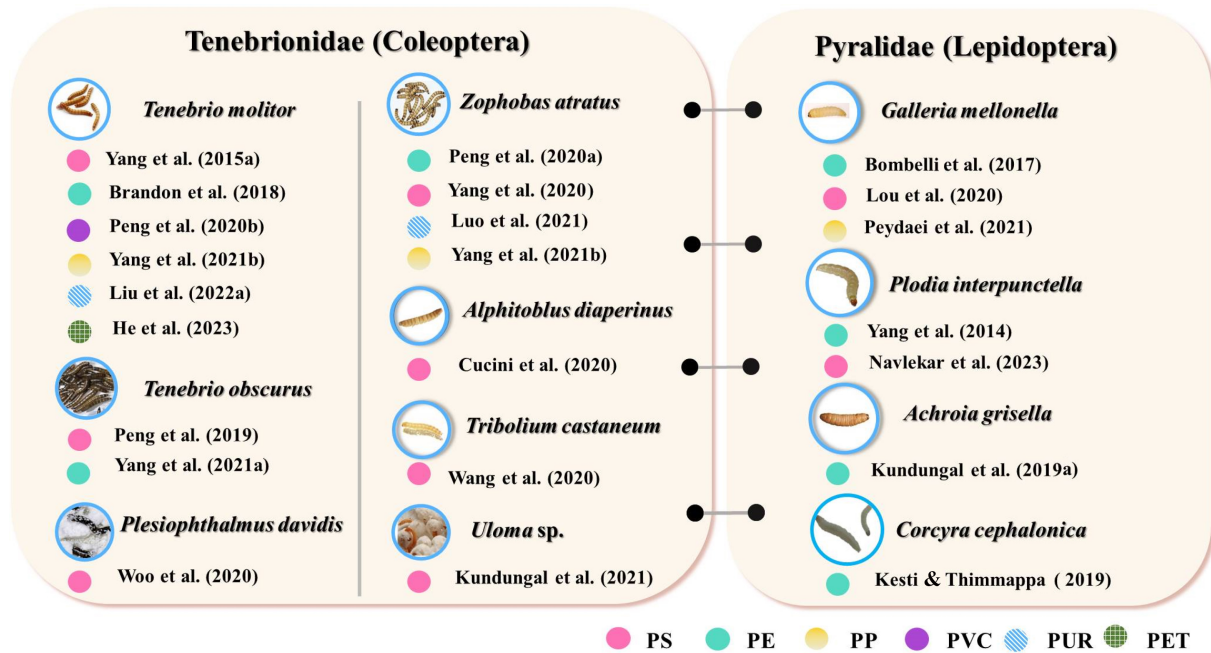 Tenebrionidae (Coleoptera)
Tenebrio molitor
Yang et al. (2015a)
Brandon et al. (2018)
Peng et al. (2020b)
Yang et al. (2021b)
Liu et al. (2022a)
He et al. (2023)
Tenebrio obscurus
Peng et al. (2019)
Yang et al. (2021a)
Plesiophthalmus davidis
Woo et al. (2020)
Zophobas atratus
Peng et al. (2020a)
Yang et al. (2020)
Luo et al. (2021)
Yang et al. (2021b)
Alphitoblus diaperinus
Cucini et al. (2020)
Tribolium castaneum
Wang et al. (2020)
Uloma sp.
Kundungal et al. (2021)
Pyralidae (Lepidoptera)
Galleria mellonella
Bombelli et al. (2017)
Lou et al. (2020)
Peydaei et al. (2021)
Plodia interpunctella
Yang et al. (2014)
Navlekar et al. (2023)
Achroia grisella
Kundungal et al. (2019a)
Corcyra cephalonica
Kesti & Thimmappa ( 2019)
PS PE PP PVC PUR PET